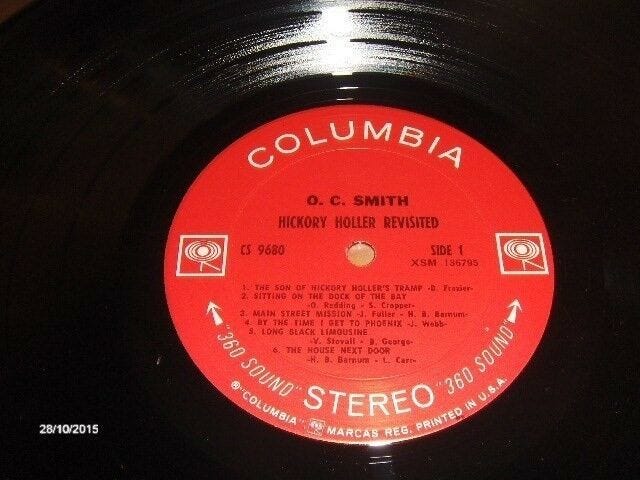 COLUMBIA
O. C. SMITH
HICKORY HOLLER REVISITED
CS 9680
SIDE 1
XSM 136795
1. THE SON OF HICKORY HOLLER'S TRAMP -D. Frazier-
2. SITTING ON THE DOCK OF THE BAY
-O. Redding - S. Cropper-
3. MAIN STREET MISSION -J. Fuller - H. B. Barnum-
4. BY THE TIME I GET TO PHOENIX -J. Webb-
5. LONG BLACK LIMOUSINE
-V. Stovall - B. George-
6. THE HOUSE NEXT DOOR
-H. B. Barnum - L. Carr-
"360 SOUND" STEREO "360 SOUND"
® "COLUMBIA" MARCAS REG. PRINTED IN U.S.A.
28/10/2015